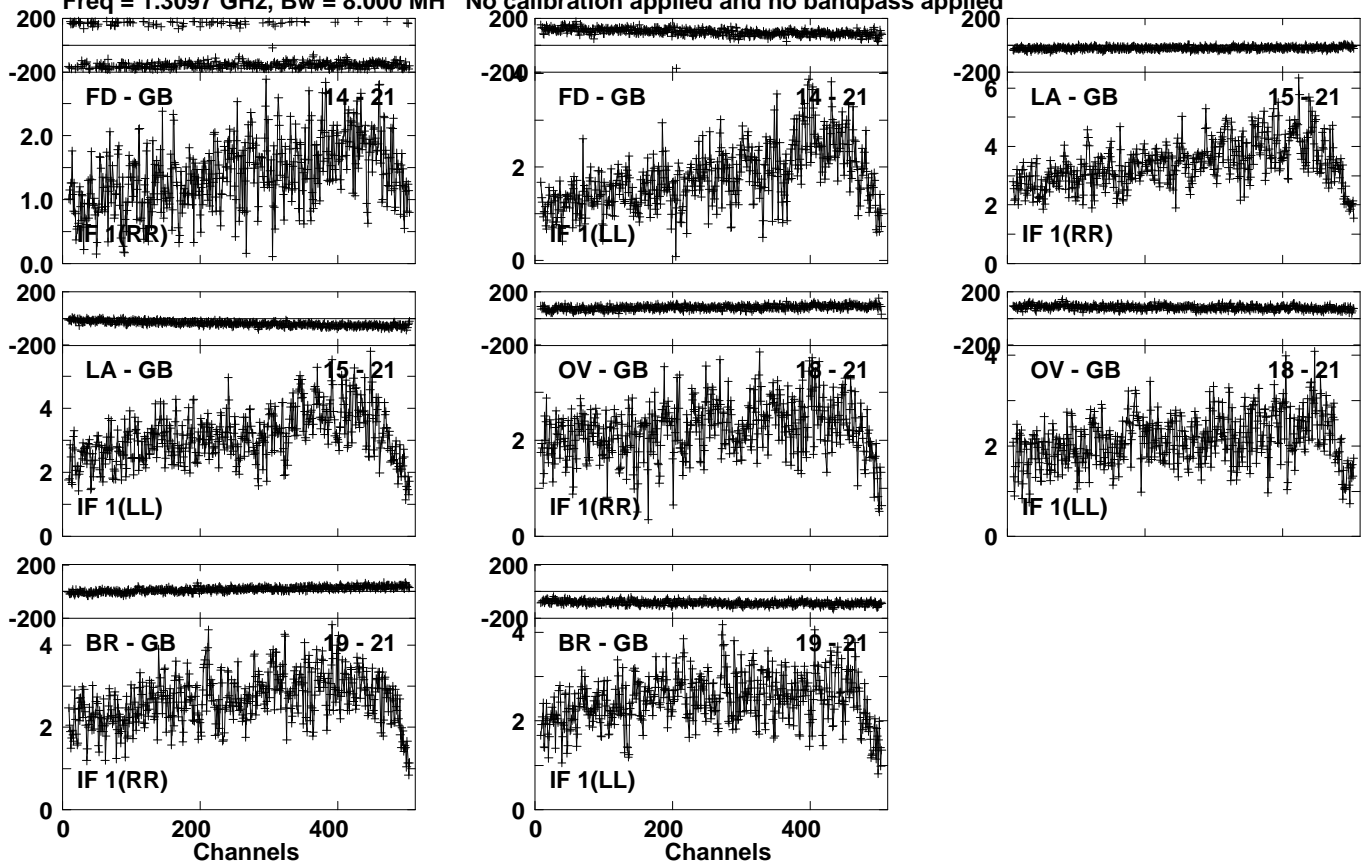 Freq = 1.3097 GHz, Bw = 8.000 MH No calibration applied and no bandpass applied
200
-200
FD - GB 14 - 21
2.0
1.0
IF 1(RR)
0.0
-200
4
FD - GB 14 - 21
2
IF 1(LL)
0
200
-200
6
LA - GB 15 - 21
4
2
IF 1(RR)
0
200
-200
LA - GB 15 - 21
4
2
IF 1(LL)
0
200
-200
OV - GB 18 - 21
2
IF 1(RR)
0
200
-200
4
OV - GB 18 - 21
2
IF 1(LL)
0
200
-200
BR - GB 19 - 21
4
2
IF 1(RR)
0
0 200 400
Channels
200
-200
4
BR - GB 19 - 21
2
IF 1(LL)
0
0 200 400
Channels